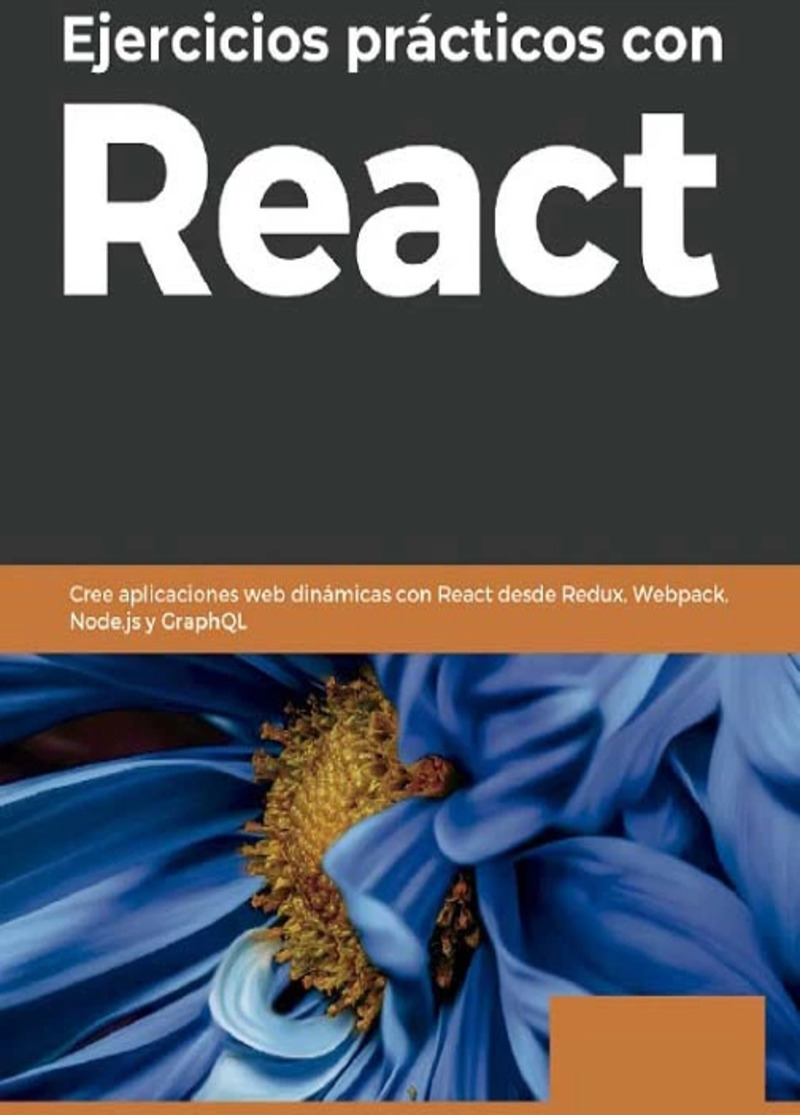 Ejercicios prácticos con
React
Cree aplicaciones web dinámicas con React desde Redux, Webpack,
Node.js y GraphQL